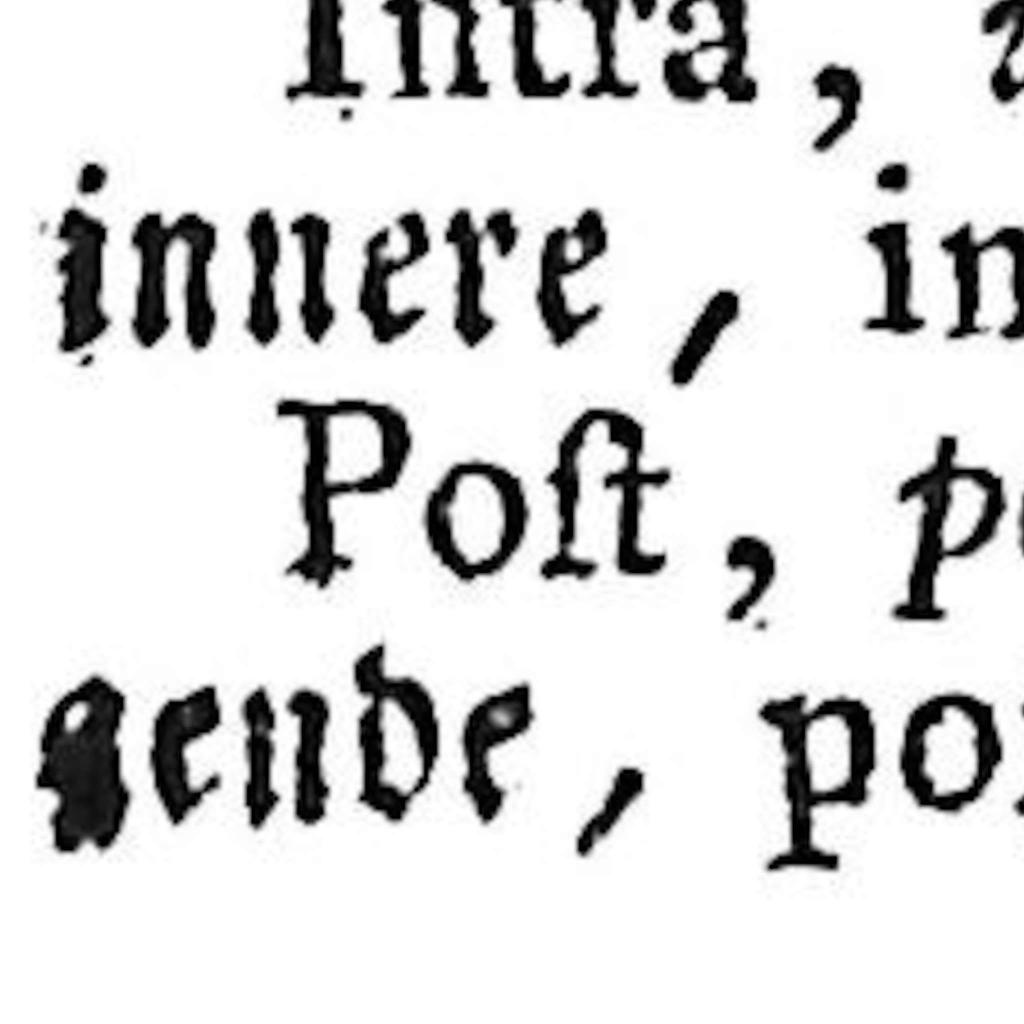 Intra,
innere, in
Poſt, p
gende, po